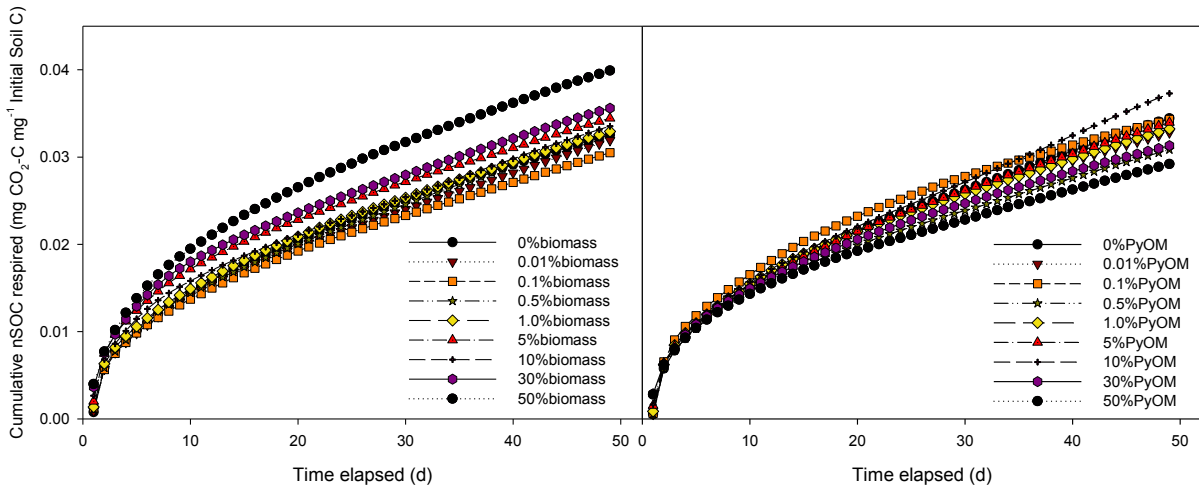 Cumulative nSOC respired (mg CO₂-C mg⁻¹ Initial Soil C)
0.04
0.03
0.02
0.01
0.00
0%biomass
0.01%biomass
0.1%biomass
0.5%biomass
1.0%biomass
5%biomass
10%biomass
30%biomass
50%biomass
0 10 20 30 40 50
Time elapsed (d)
0%PyOM
0.01%PyOM
0.1%PyOM
0.5%PyOM
1.0%PyOM
5%PyOM
10%PyOM
30%PyOM
50%PyOM
0 10 20 30 40 50
Time elapsed (d)